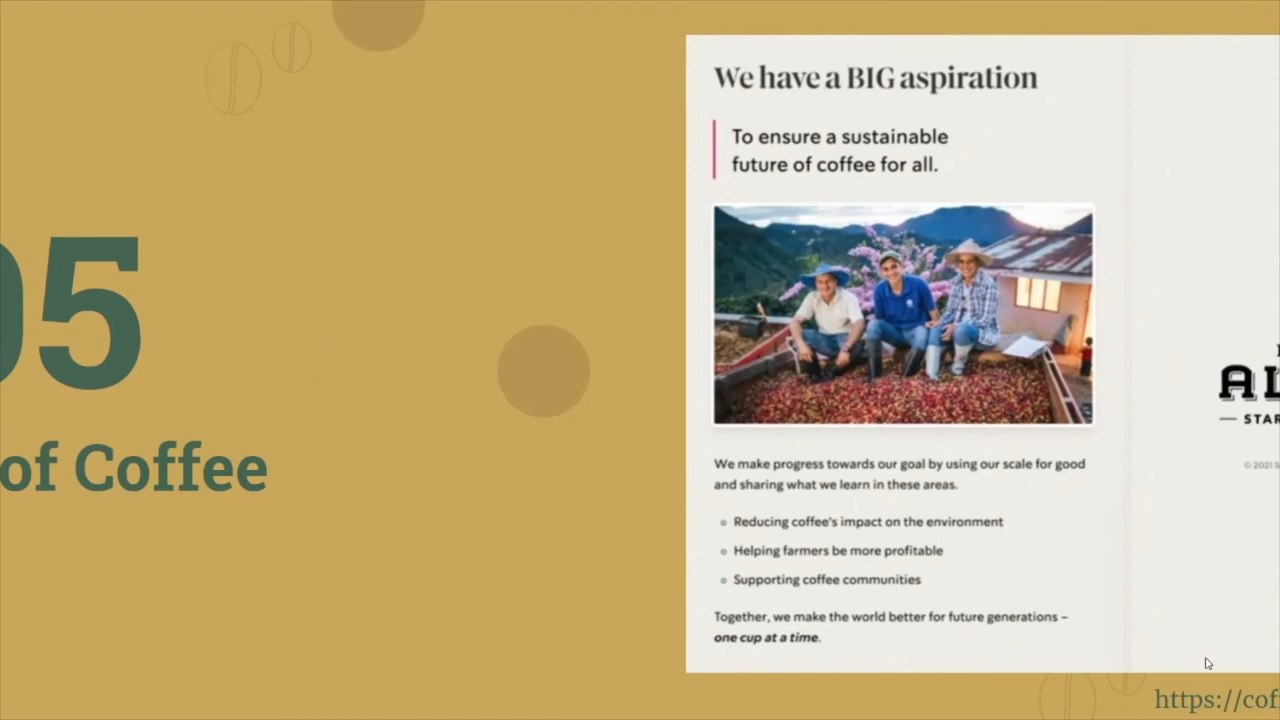 05
of Coffee
We have a BIG aspiration
To ensure a sustainable
future of coffee for all.
We make progress towards our goal by using our scale for good
and sharing what we learn in these areas.
Reducing coffee's impact on the environment
Helping farmers be more profitable
Supporting coffee communities
Together, we make the world better for future generations –
one cup at a time.
— STAR
© 2021 S
https://cof